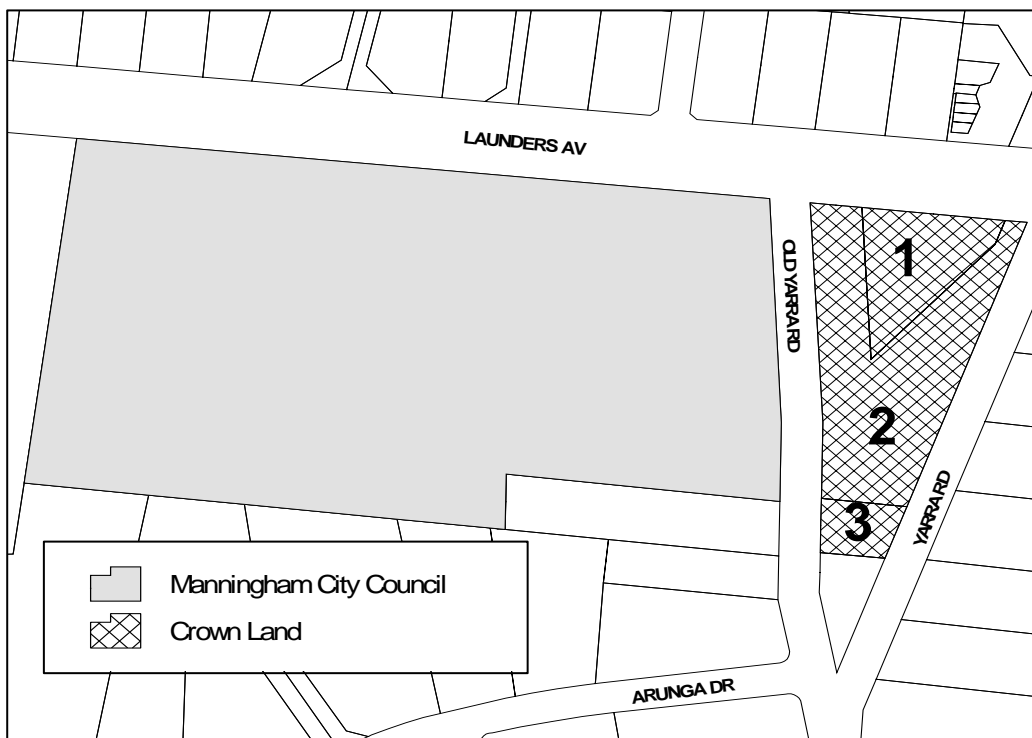 LAUNDERS AV
1
OLD YARRA RD
2
YARRA RD
3
Manningham City Council
Crown Land
ARUNGA DR